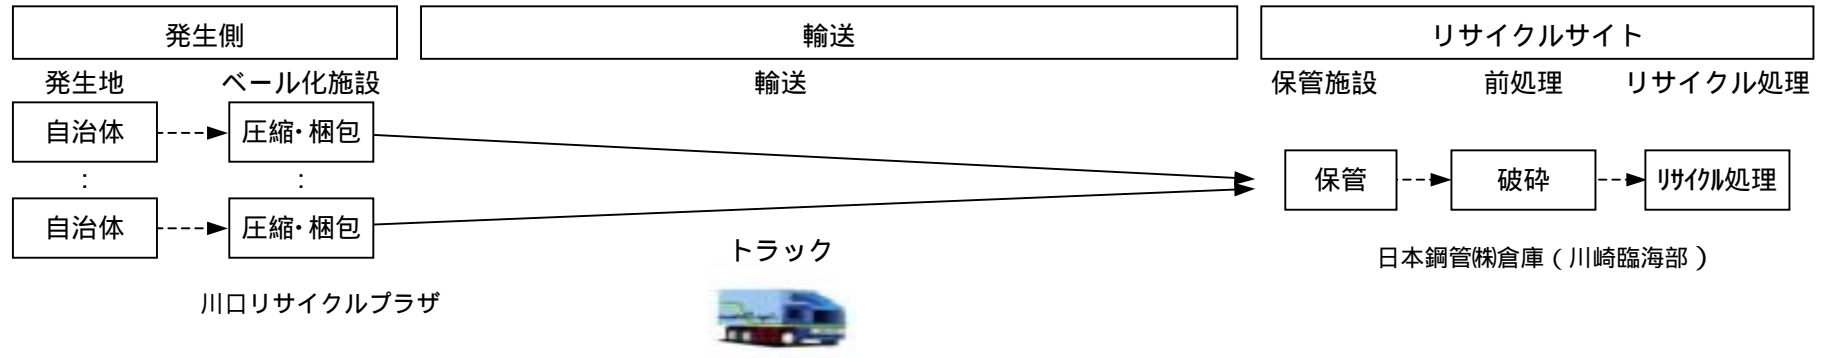 発生側 輸送 リサイクルサイト
発生地 ベール化施設 輸送 保管施設 前処理 リサイクル処理
自治体 圧縮・梱包
: :
保管 破砕 ﾘｻｲｸﾙ処理
自治体 圧縮・梱包
トラック
日本鋼管㈱倉庫(川崎臨海部)
川口リサイクルプラザ